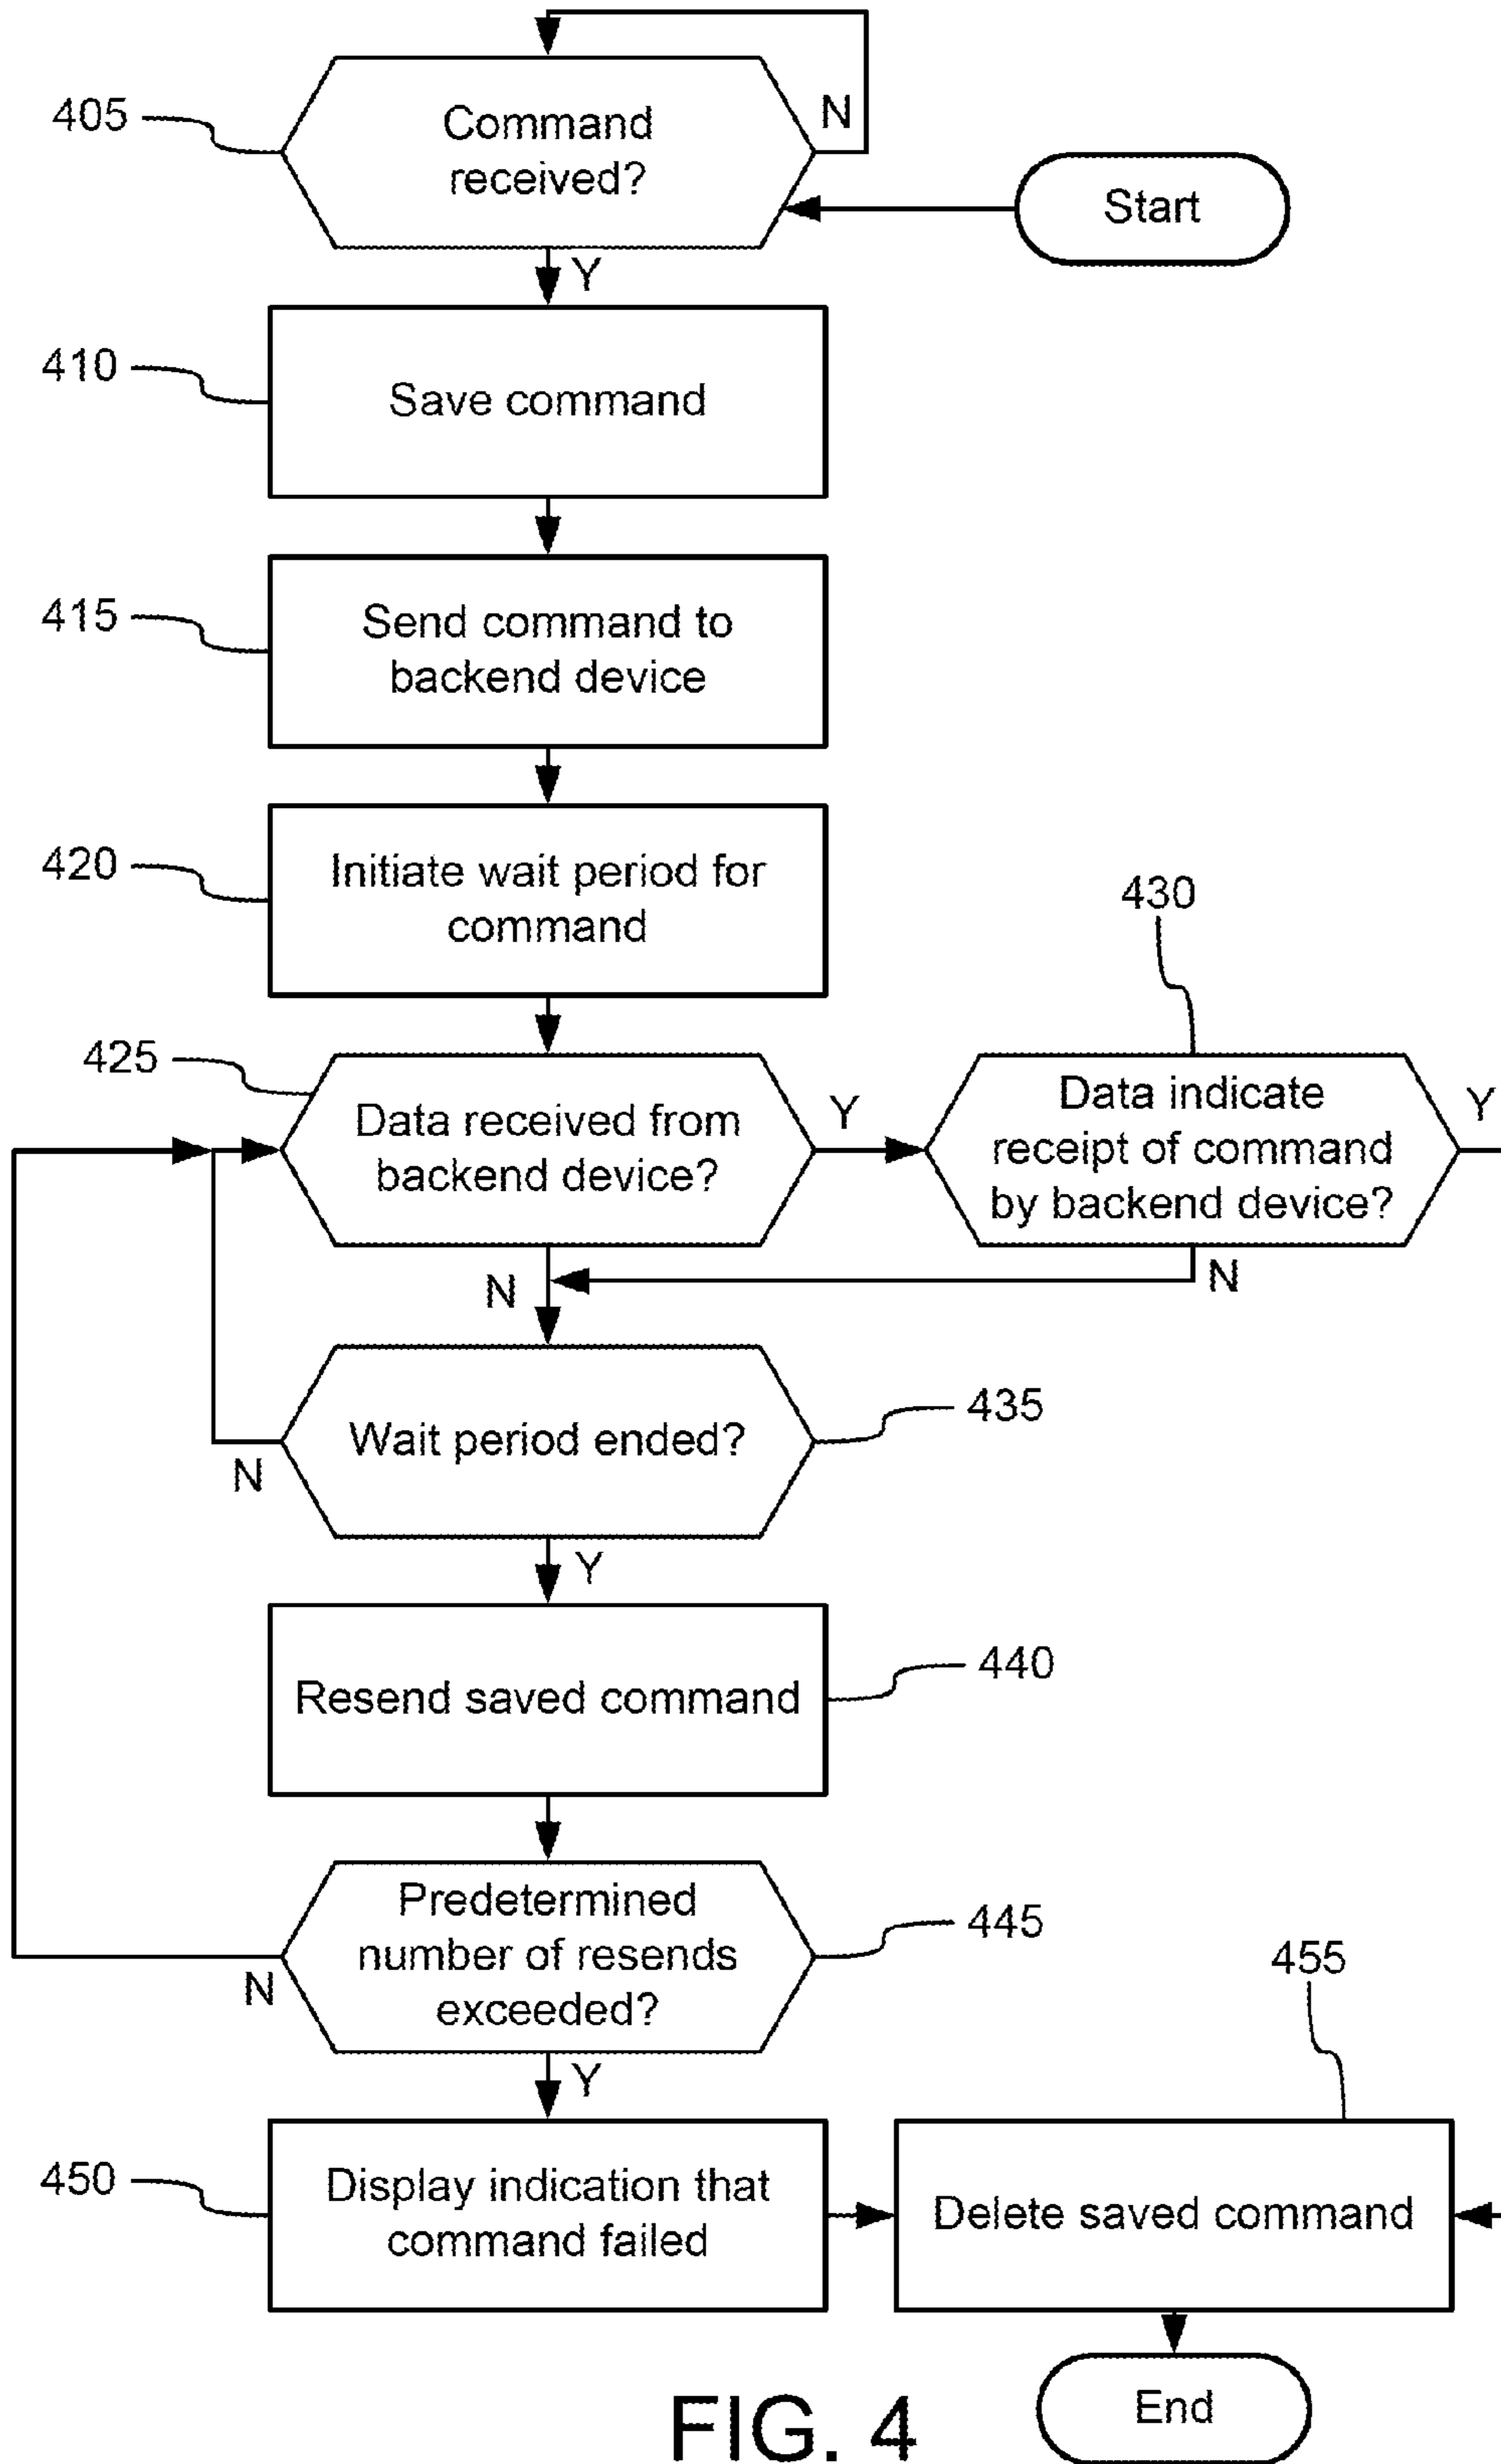 405
Command
received?
N
Start
Y
410
Save command
415
Send command to
backend device
420
Initiate wait period for
command
430
425
Data received from
backend device?
Y
Data indicate
receipt of command
by backend device?
Y
N
N
Wait period ended?
435
N
Y
Resend saved command
440
Predetermined
number of resends
exceeded?
445
N
455
Y
450
Display indication that
command failed
Delete saved command
End
FIG. 4